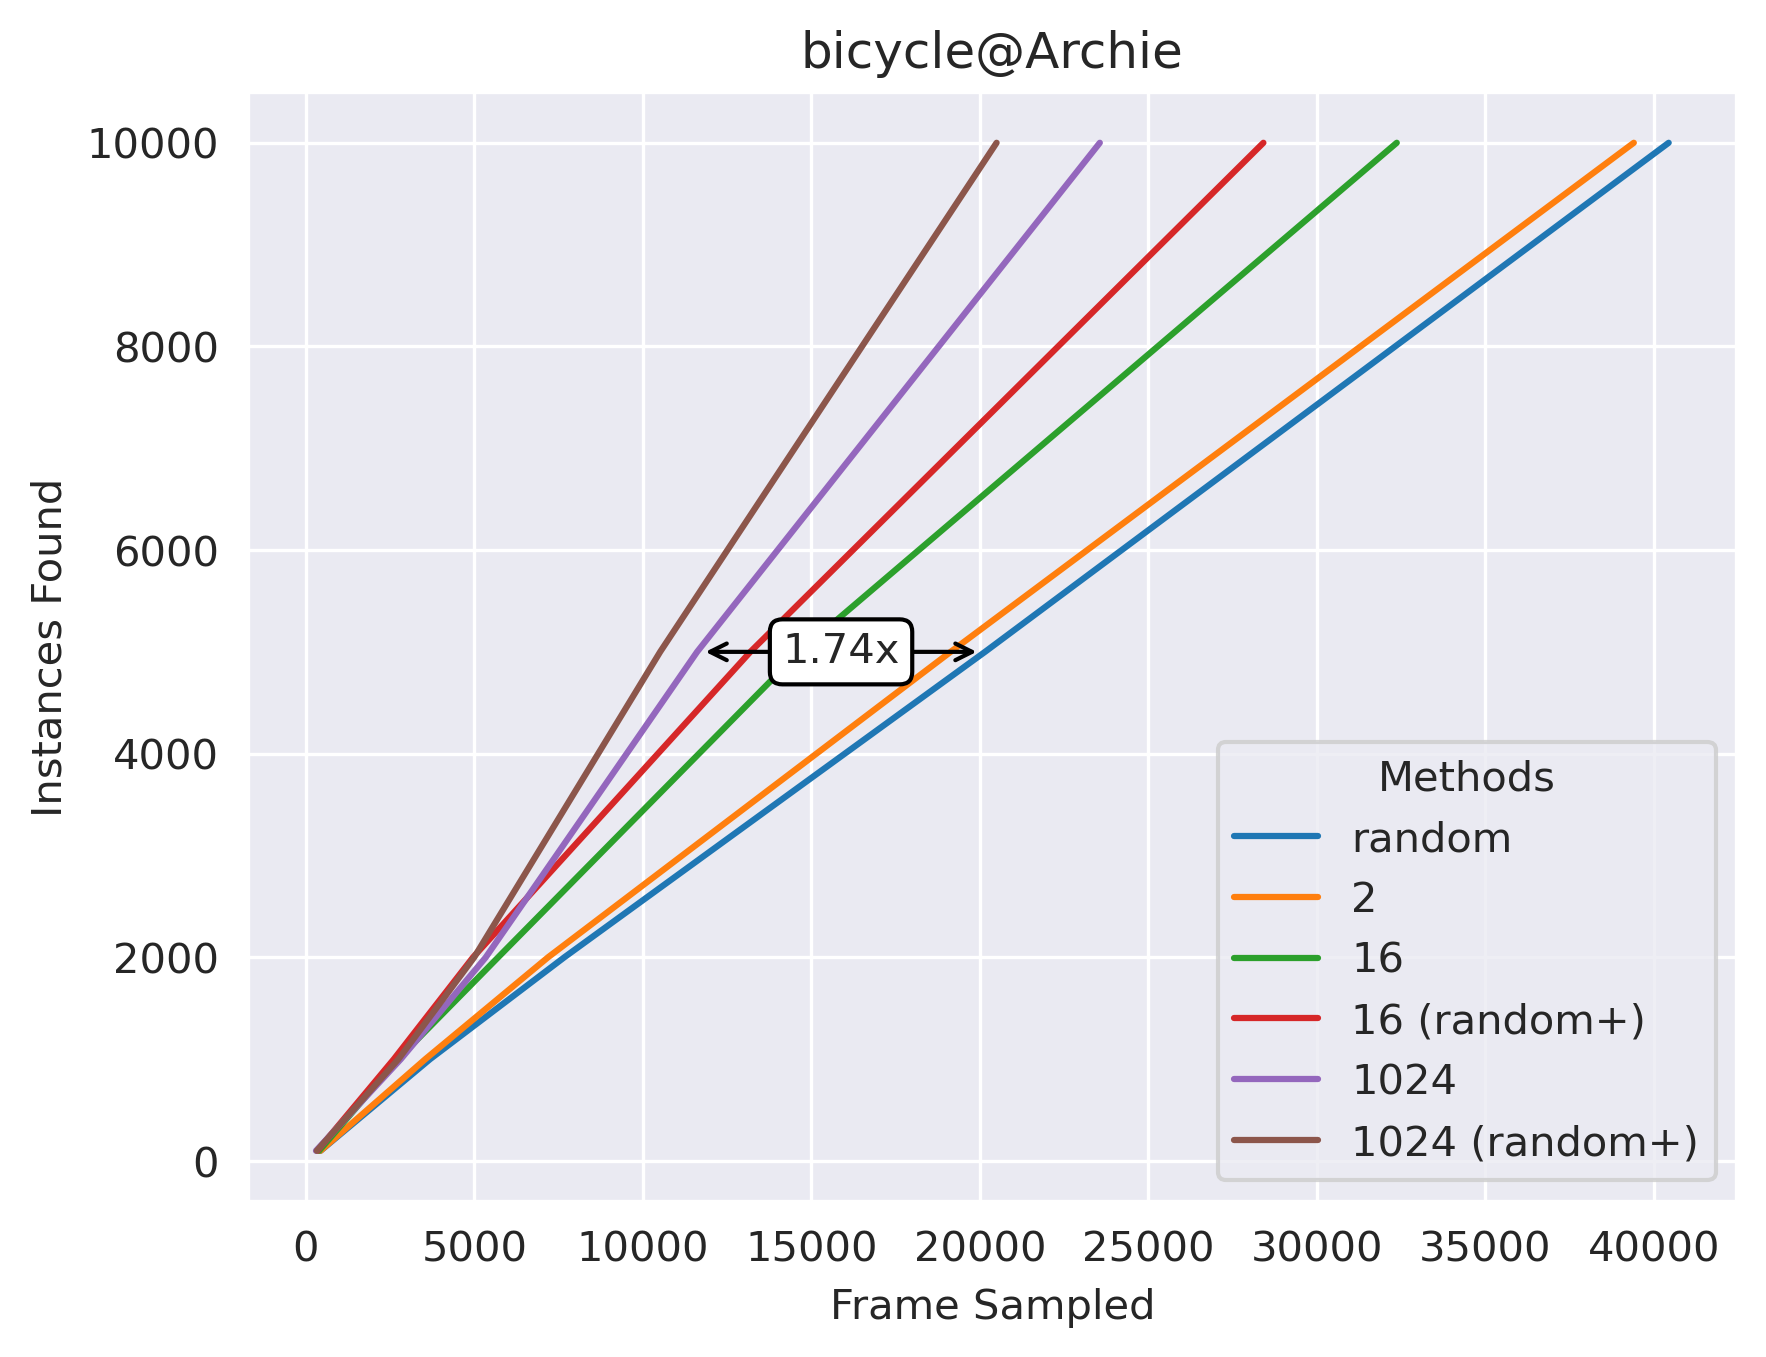 bicycle@Archie
10000
8000
6000
4000
2000
0
Instances Found
1.74x
Methods
random
2
16
16 (random+)
1024
1024 (random+)
0 5000 10000 15000 20000 25000 30000 35000 40000
Frame Sampled